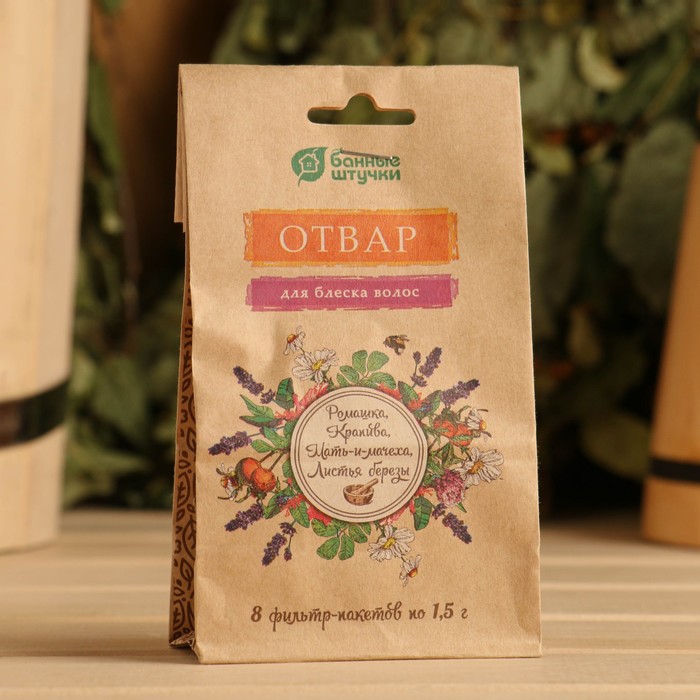 банные
штучки
ОТВАР
для блеска волос
Ромашка,
Крапива,
Мать-и-мачеха,
Листья березы
8 фильтр-пакетов по 1,5 г